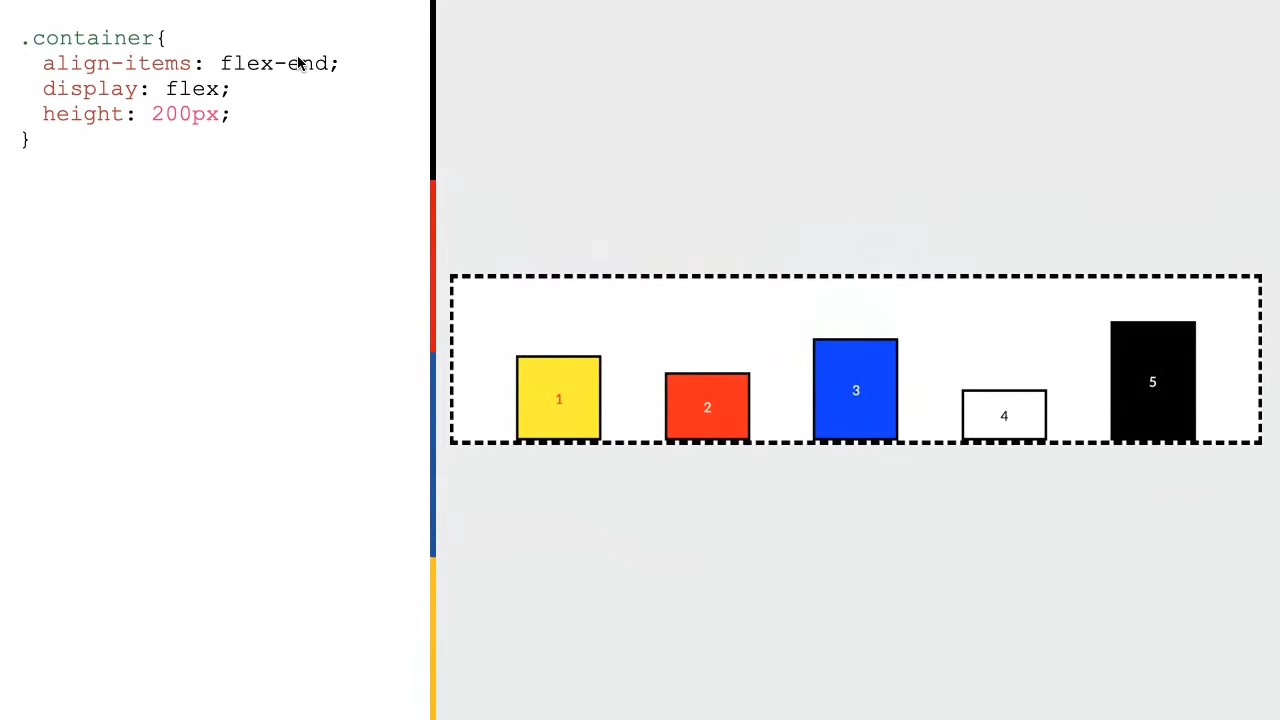 .container{
align-items: flex-end;
display: flex;
height: 200px;
}
1
2
3
4
5